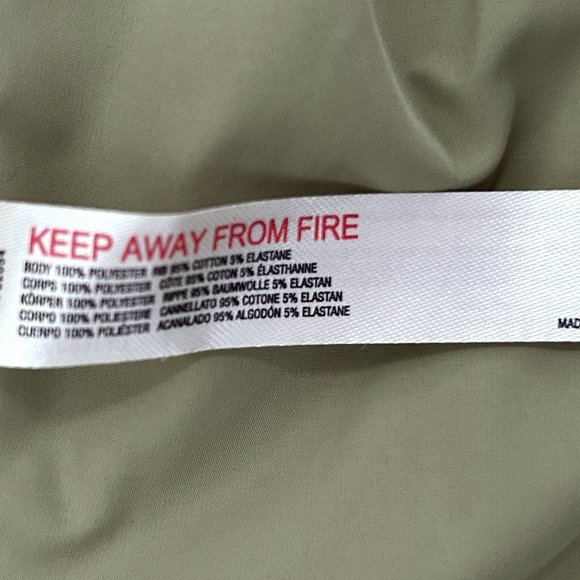 KEEP AWAY FROM FIRE
BODY 100% POLYESTER RIB 95% COTTON 5% ELASTANE
CORPS 100% POLYESTER CÔTE 95% COTON 5% ÉLASTHANNE
KÖRPER 100% POLYESTER RIPPE 95% BAUMWOLLE 5% ELASTAN
CORPO 100% POLIESTERE CANNELLATO 95% COTONE 5% ELASTANE
CUERPO 100% POLIÉSTER ACANALADO 95% ALGODÓN 5% ELASTANE
MAD